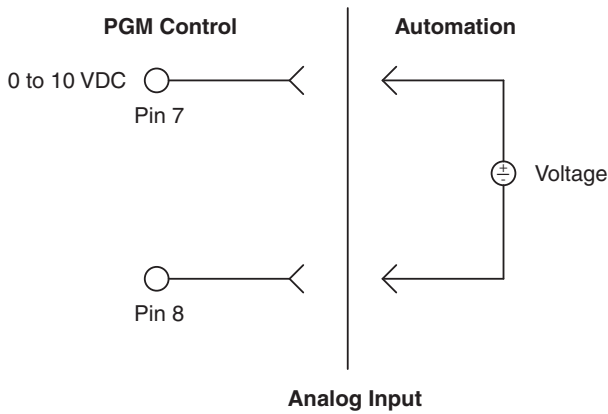 PGM Control
Automation
0 to 10 VDC
Pin 7
+
-
Voltage
Pin 8
Analog Input